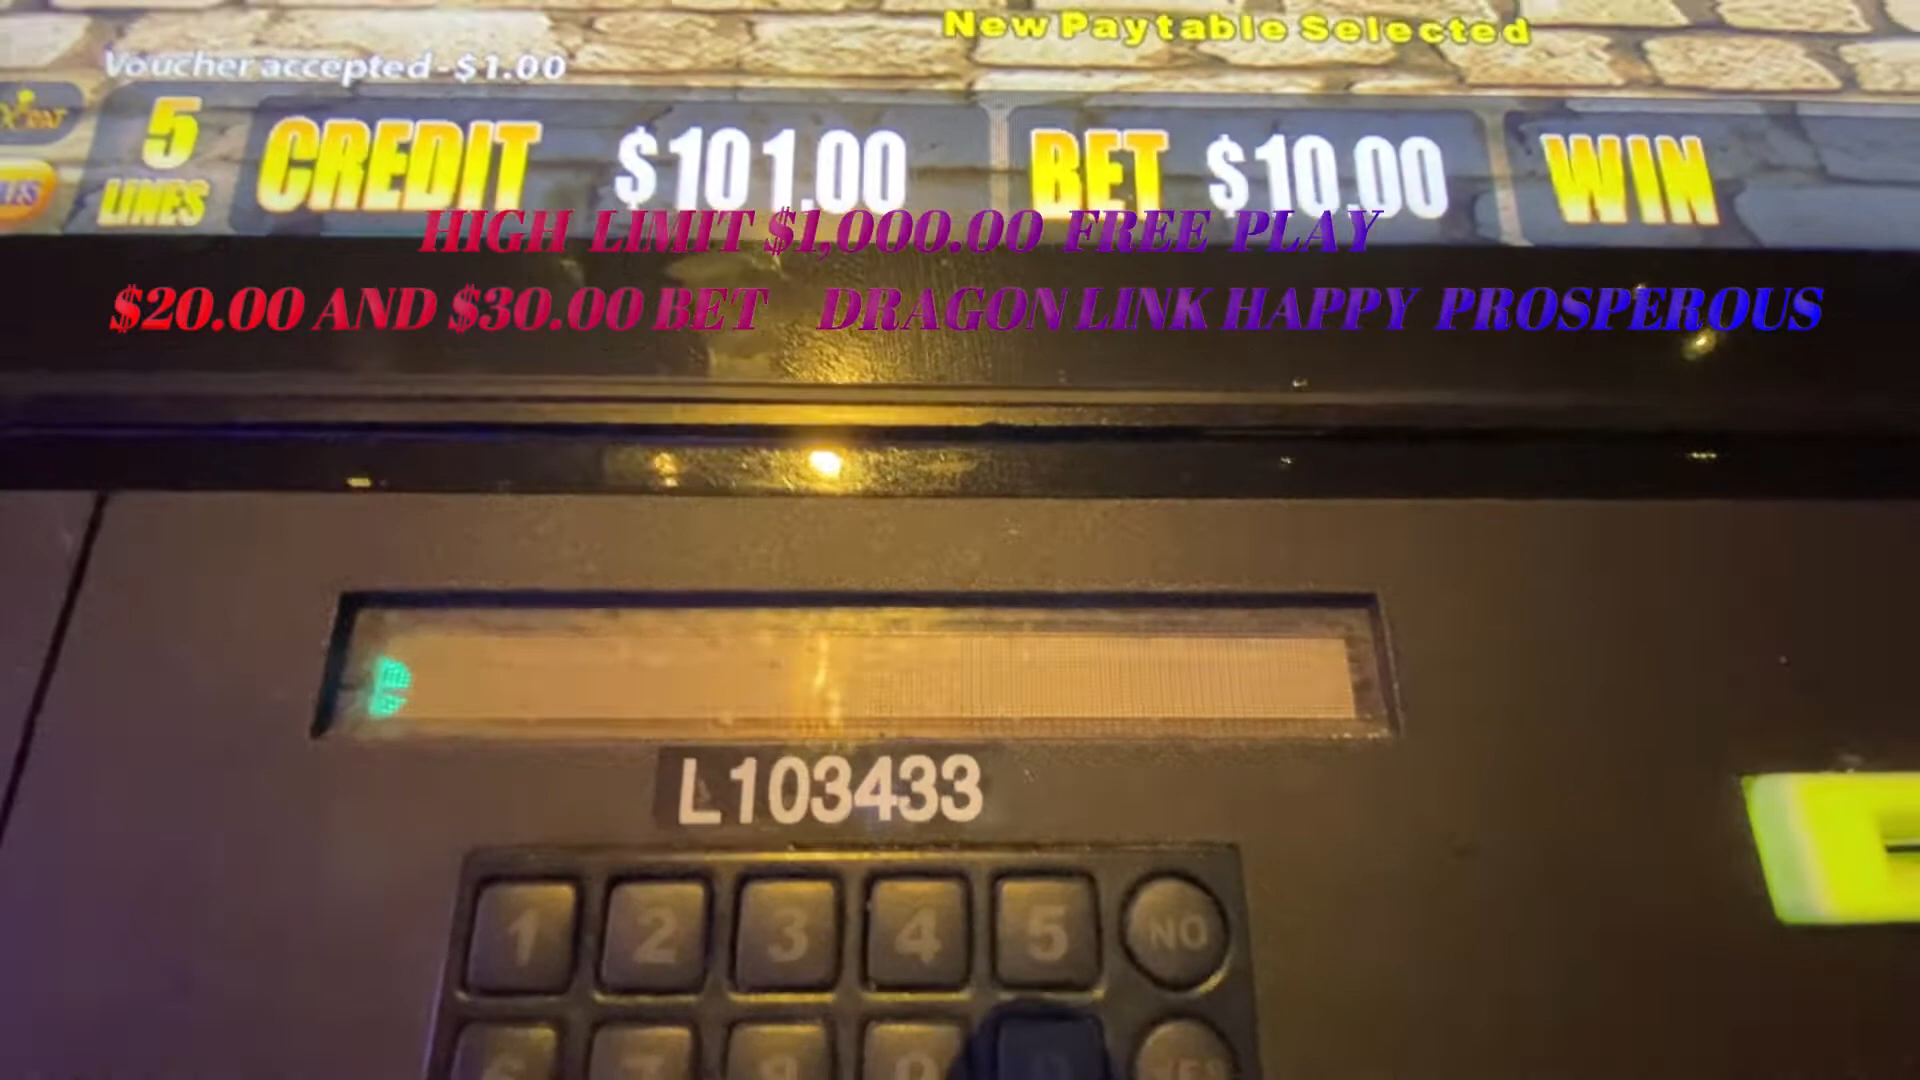 New Paytable Selected
Voucher accepted-$1.00
5 LINES
CREDIT $101.00 BET $10.00 WIN
HIGH LIMIT $1,000.00 FREE PLAY
$20.00 AND $30.00 BET DRAGON LINK HAPPY PROSPEROUS
L103433
1 2 3 4 5 NO